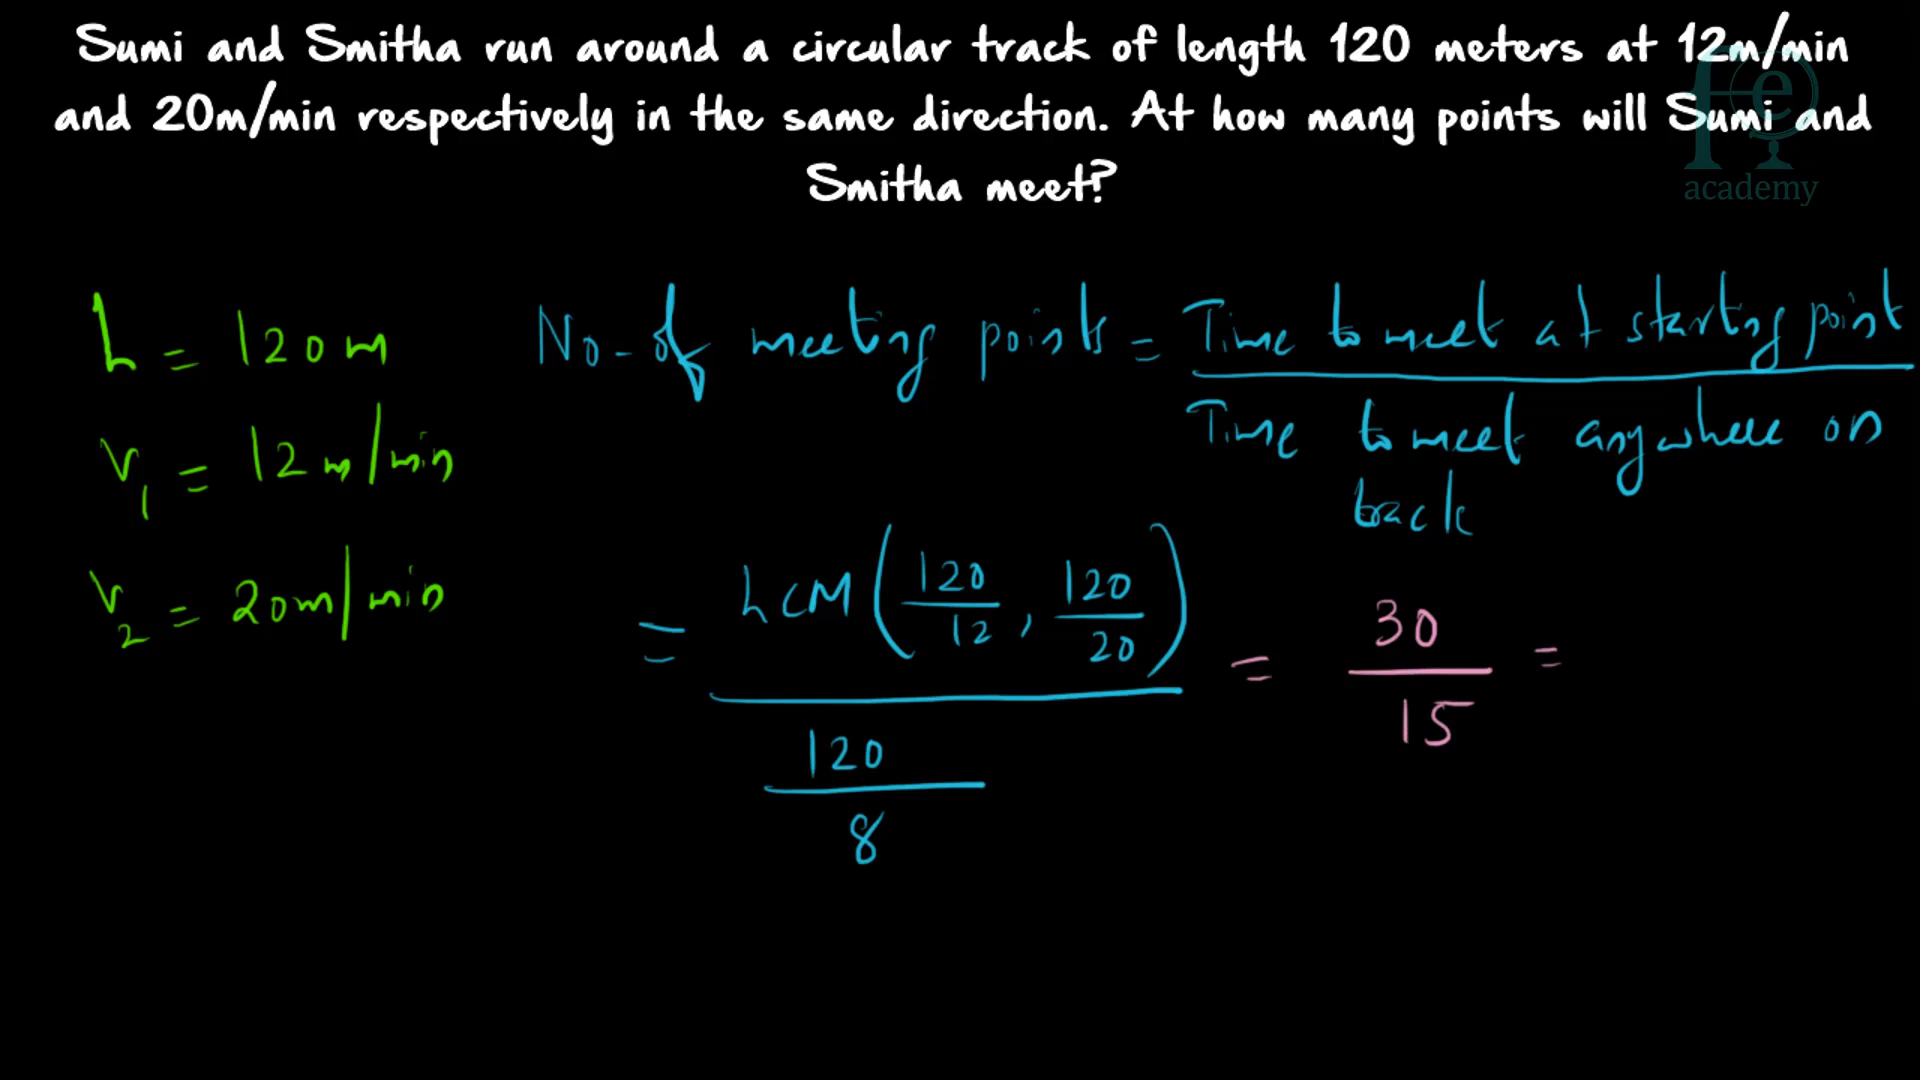 Sumi and Smitha run around a circular track of length 120 meters at 12m/min
and 20m/min respectively in the same direction. At how many points will Sumi and
Smitha meet?
fe
academy
L = 120m
No. of meeting points = Time to meet at starting point
Time to meet anywhere on
track
V1 = 12m/min
V2 = 20m/min
= LCM (120/12, 120/20)
120
8
= 30/15 =